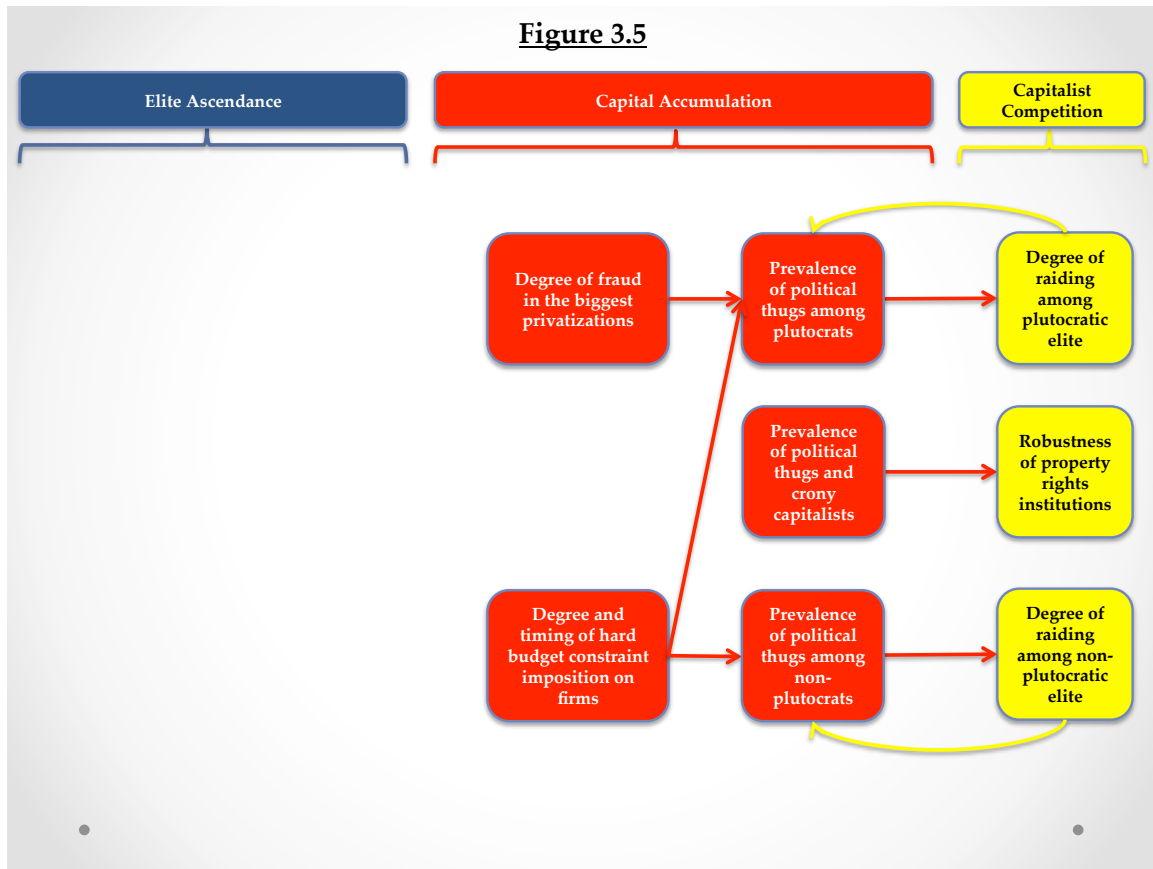 Figure 3.5
Elite Ascendance
Capital Accumulation
Capitalist
Competition
Degree of fraud
in the biggest
privatizations
Prevalence
of political
thugs among
plutocrats
Degree of
raiding
among
plutocratic
elite
Prevalence
of political
thugs and
crony
capitalists
Robustness
of property
rights
institutions
Degree and
timing of hard
budget constraint
imposition on
firms
Prevalence
of political
thugs among
non-
plutocrats
Degree of
raiding
among non-
plutocratic
elite